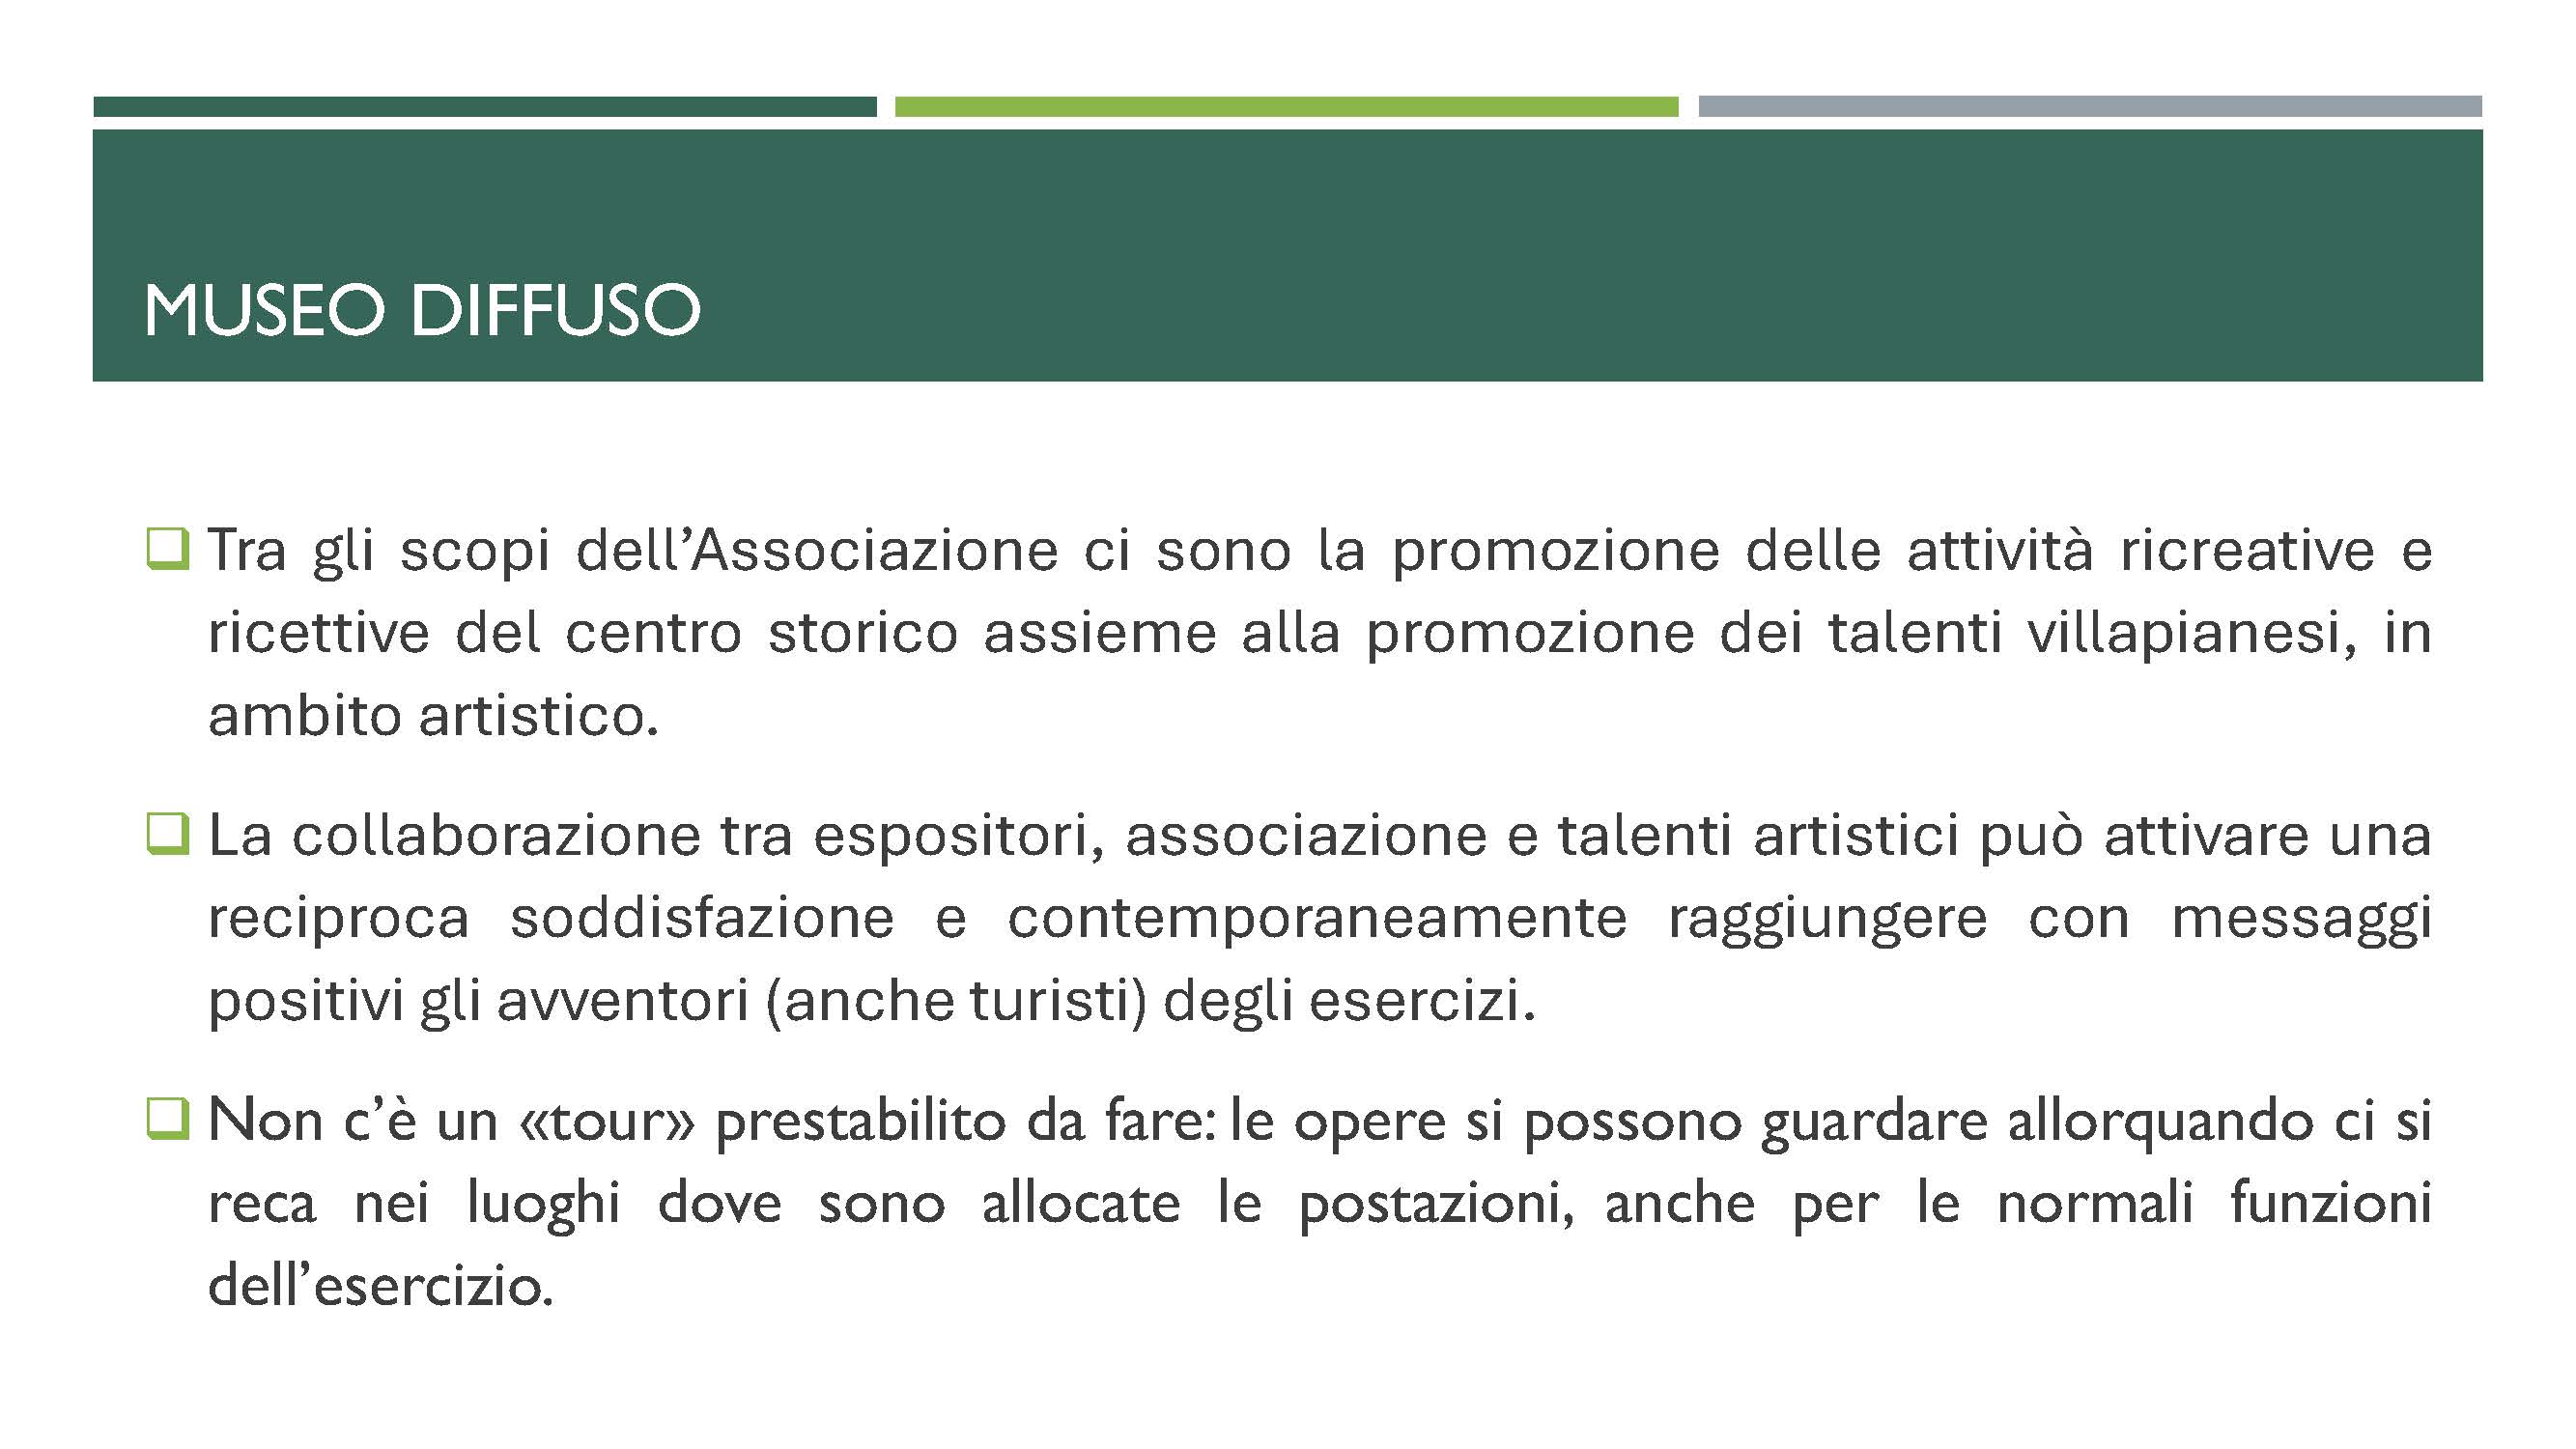 MUSEO DIFFUSO
Tra gli scopi dell’Associazione ci sono la promozione delle attività ricreative e
ricettive del centro storico assieme alla promozione dei talenti villapianesi, in
ambito artistico.
La collaborazione tra espositori, associazione e talenti artistici può attivare una
reciproca soddisfazione e contemporaneamente raggiungere con messaggi
positivi gli avventori (anche turisti) degli esercizi.
Non c’è un «tour» prestabilito da fare: le opere si possono guardare allorquando ci si
reca nei luoghi dove sono allocate le postazioni, anche per le normali funzioni
dell’esercizio.